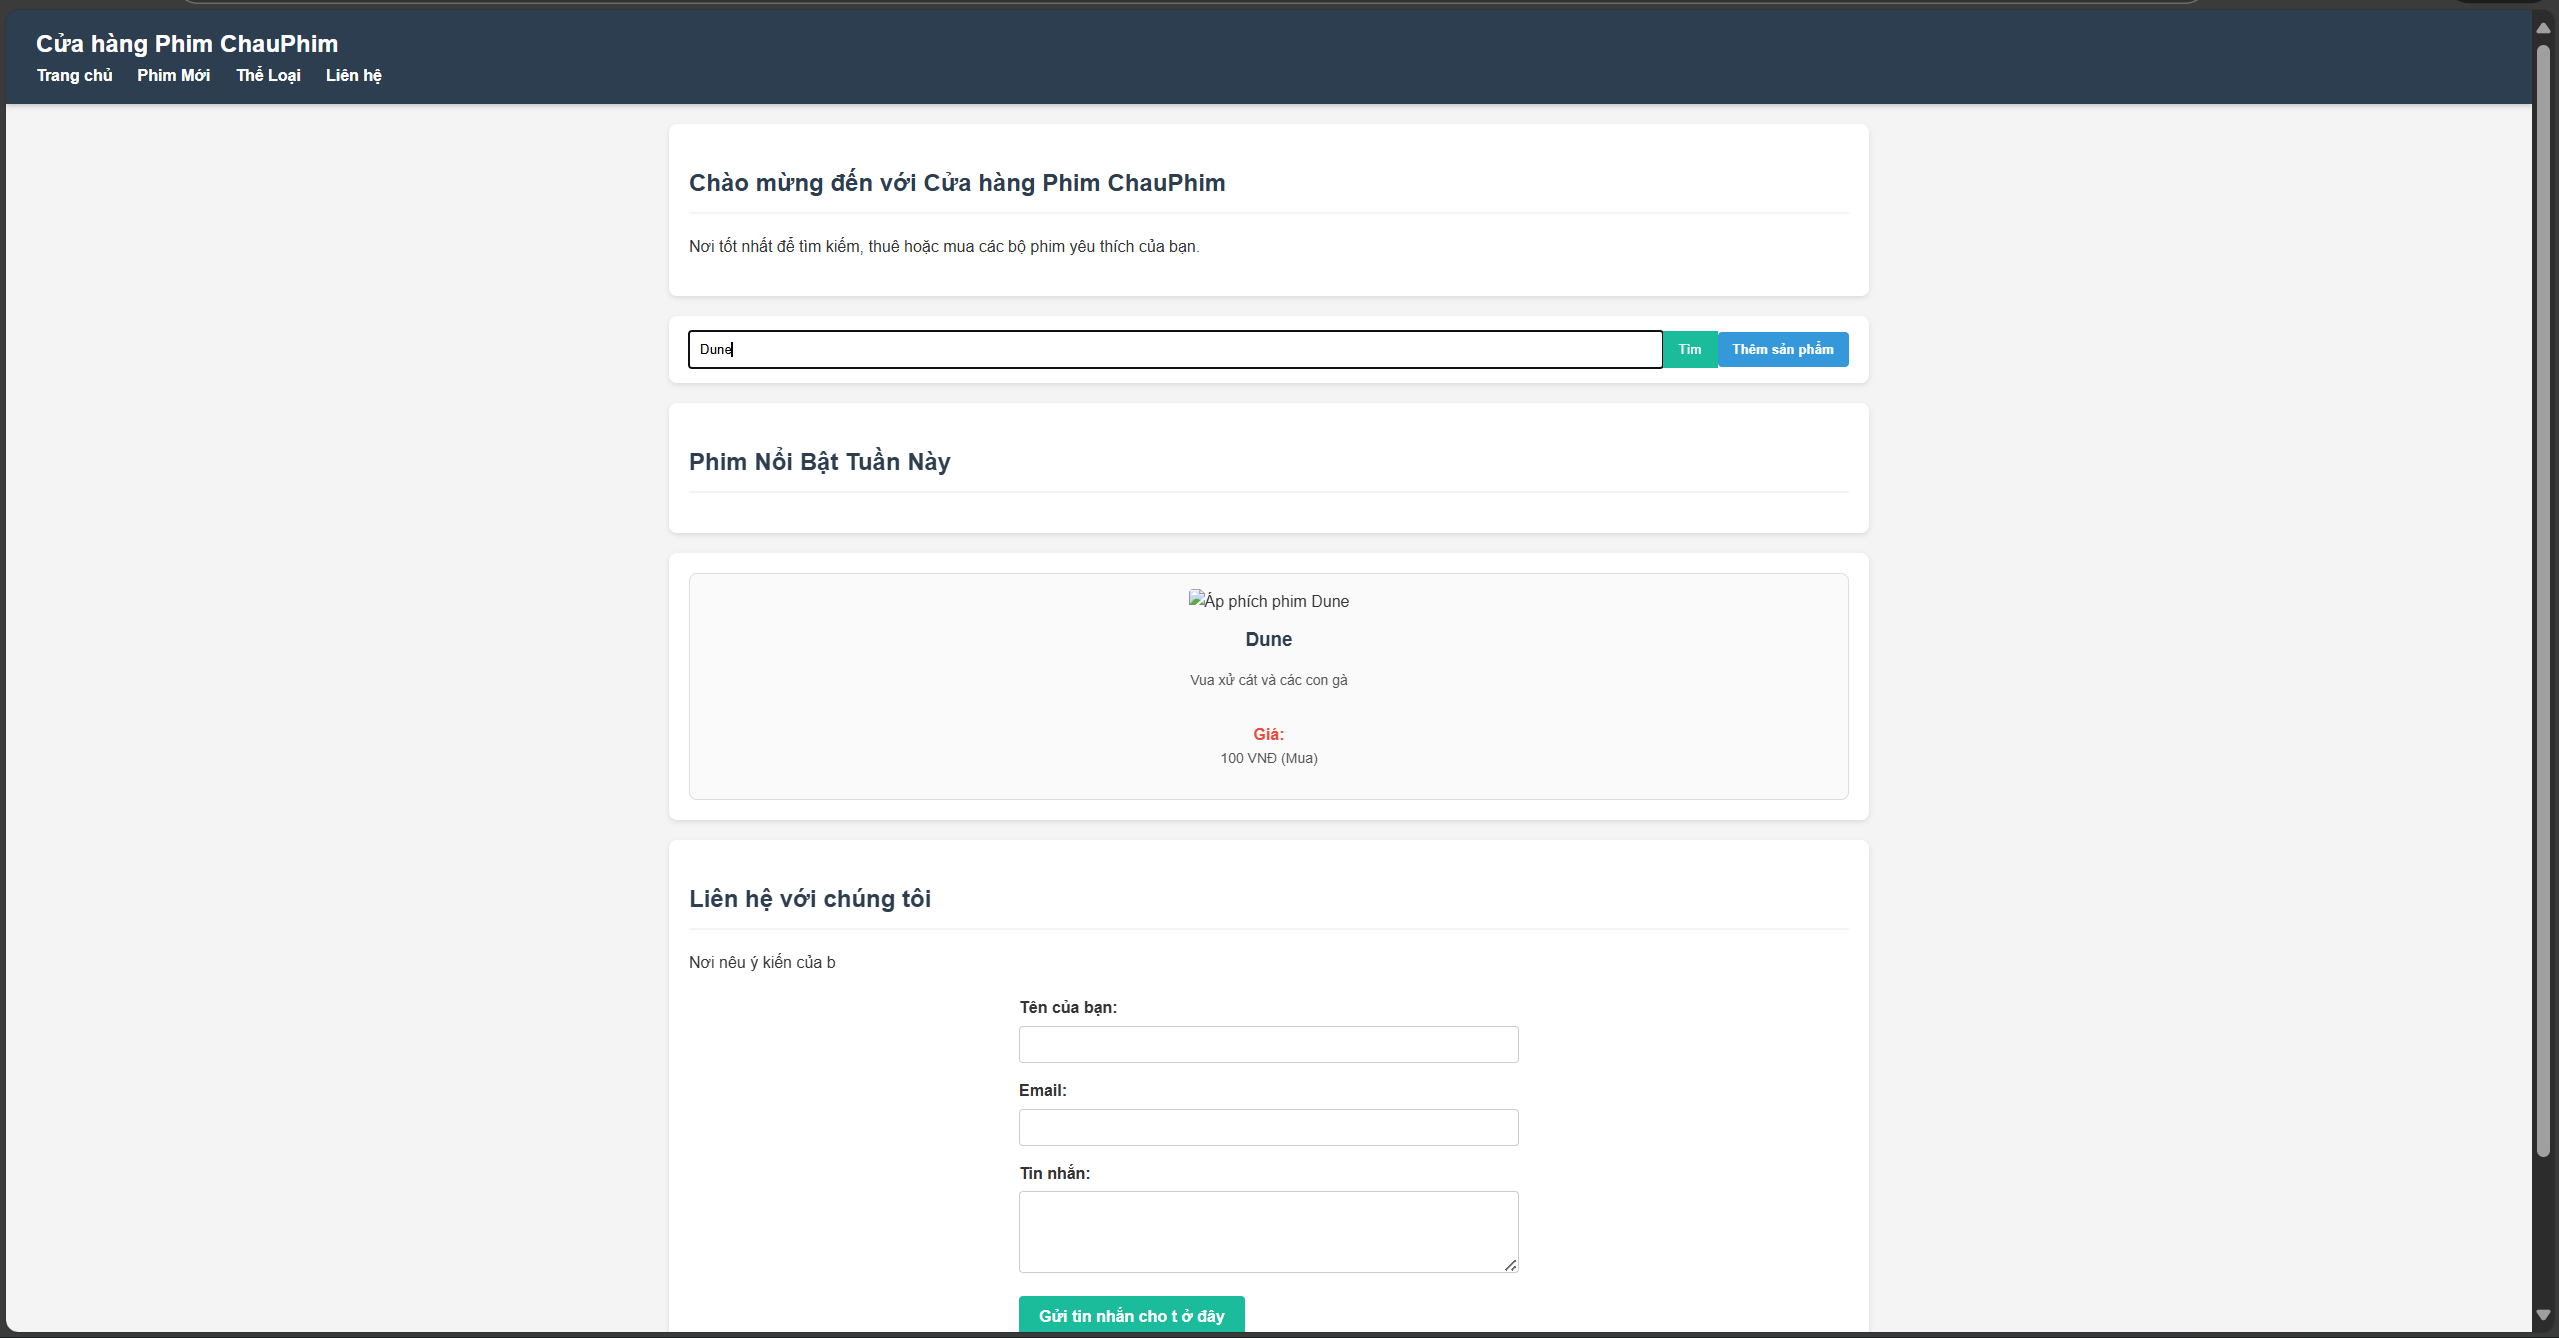 Cửa hàng Phim ChauPhim
Trang chủ Phim Mới Thể Loại Liên hệ
Chào mừng đến với Cửa hàng Phim ChauPhim
Nơi tốt nhất để tìm kiếm, thuê hoặc mua các bộ phim yêu thích của bạn.
Dune Tìm Thêm sản phẩm
Phim Nổi Bật Tuần Này
Áp phích phim Dune
Dune
Vua xử cát và các con gà
Giá:
100 VNĐ (Mua)
Liên hệ với chúng tôi
Nơi nêu ý kiến của b
Tên của bạn:
Email:
Tin nhắn:
Gửi tin nhắn cho t ở đây